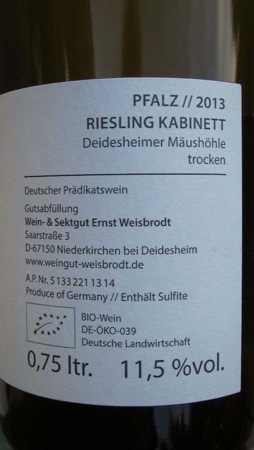 PFALZ // 2013
RIESLING KABINETT
Deidesheimer Mäushöhle
trocken
Deutscher Prädikatswein
Gutsabfüllung
Wein- & Sektgut Ernst Weisbrodt
Saarstraße 3
D-67150 Niederkirchen bei Deidesheim
www.weingut-weisbrodt.de
A.P. Nr. 5 133 221 13 14
Produce of Germany // Enthält Sulfite
BIO-Wein
DE-ÖKO-039
Deutsche Landwirtschaft
0,75 ltr. 11,5 %vol.